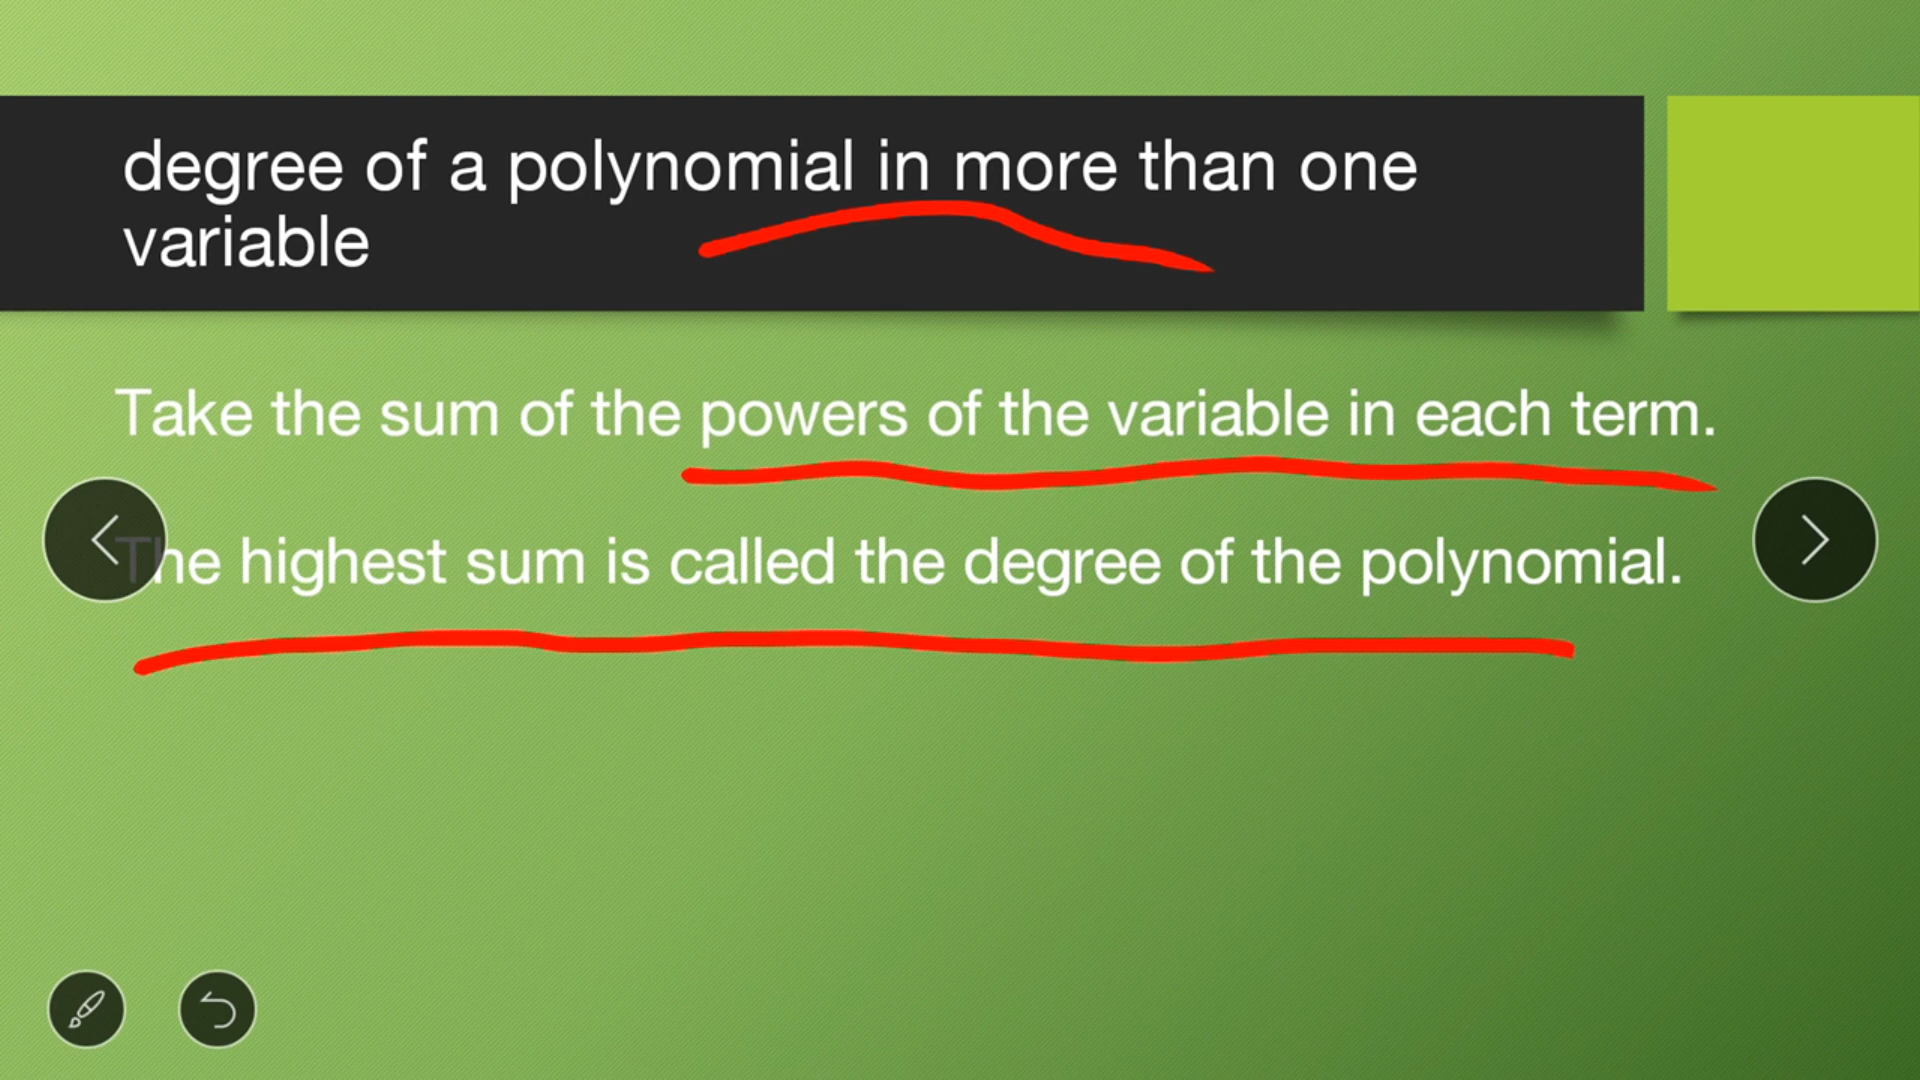 degree of a polynomial in more than one
variable
Take the sum of the powers of the variable in each term.
The highest sum is called the degree of the polynomial.